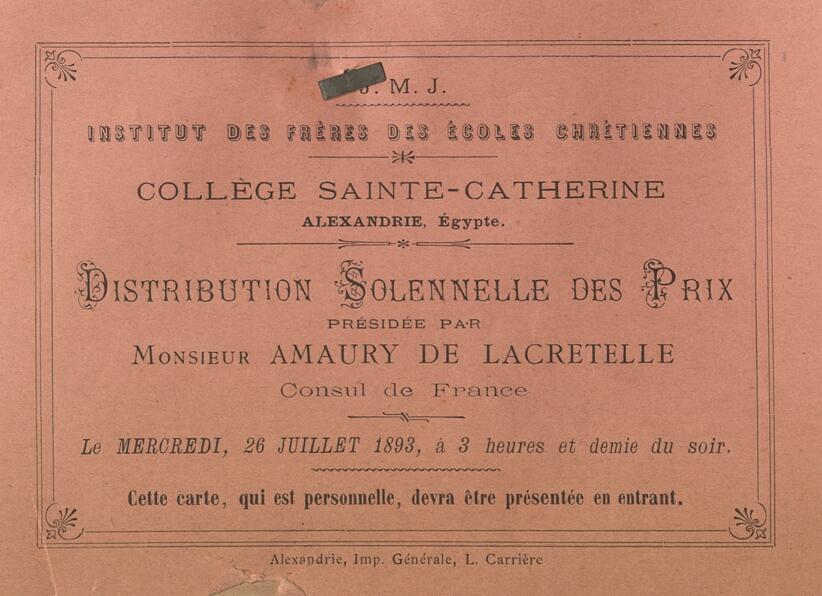 J. M. J.
INSTITUT DES FRÈRES DES ÉCOLES CHRÉTIENNES
COLLÈGE SAINTE-CATHERINE
ALEXANDRIE, Égypte.
DISTRIBUTION SOLENNELLE DES PRIX
PRÉSIDÉE PAR
MONSIEUR AMAURY DE LACRETELLE
Consul de France
Le MERCREDI, 26 JUILLET 1893, à 3 heures et demie du soir.
Cette carte, qui est personnelle, devra être présentée en entrant.
Alexandrie, Imp. Générale, L. Carrière